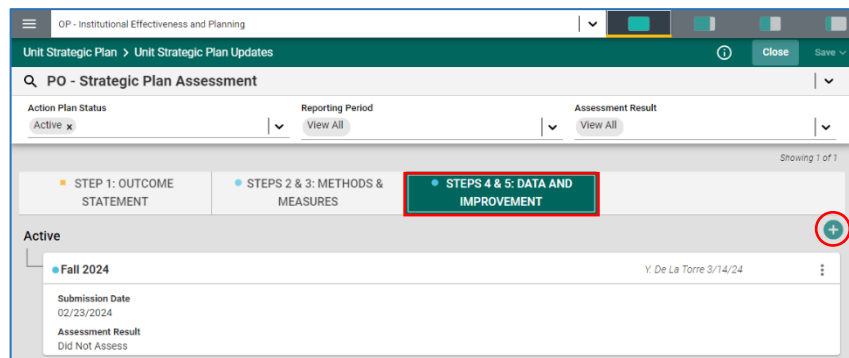 OP - Institutional Effectiveness and Planning
Unit Strategic Plan > Unit Strategic Plan Updates
Close
Save
PO - Strategic Plan Assessment
Action Plan Status
Reporting Period
Assessment Result
Active x
View All
View All
Showing 1 of 1
STEP 1: OUTCOME
STATEMENT
STEPS 2 & 3: METHODS &
MEASURES
STEPS 4 & 5: DATA AND
IMPROVEMENT
Active
Fall 2024
Y. De La Torre 3/14/24
Submission Date
02/23/2024
Assessment Result
Did Not Assess